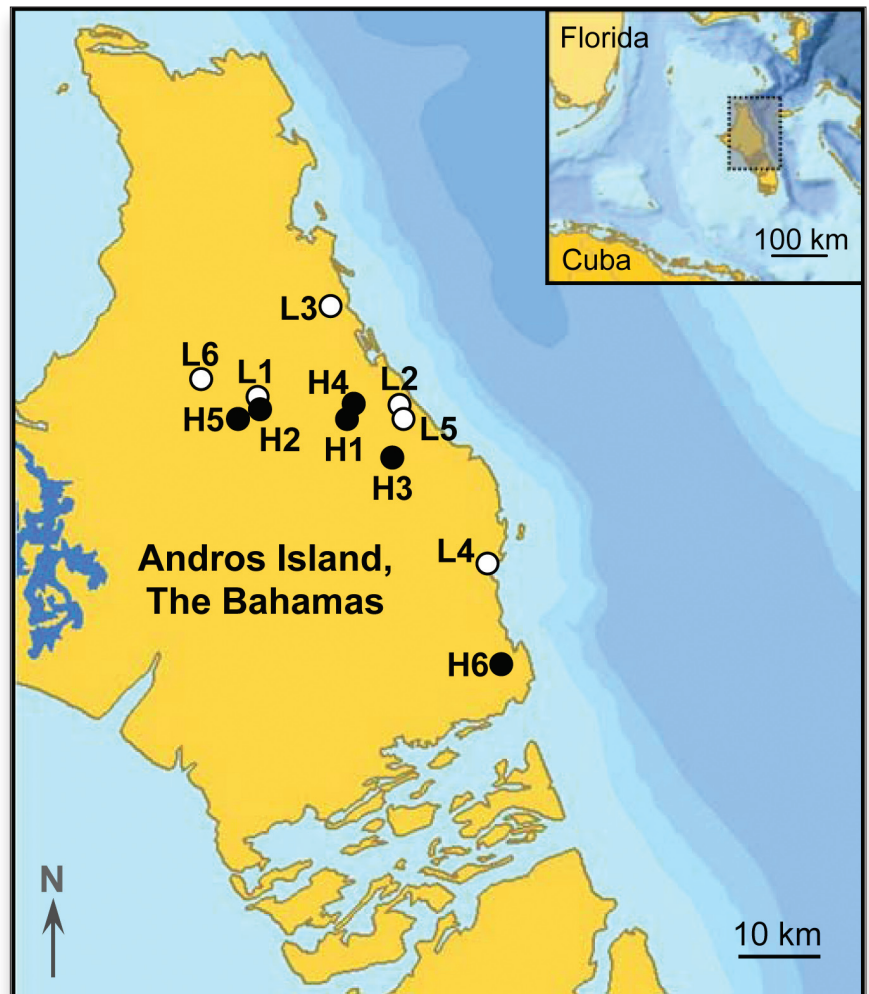 Florida
100 km
Cuba
L3
L6
L1
H4
L2
H5
H2
H1
L5
H3
Andros Island,
The Bahamas
L4
H6
N
10 km